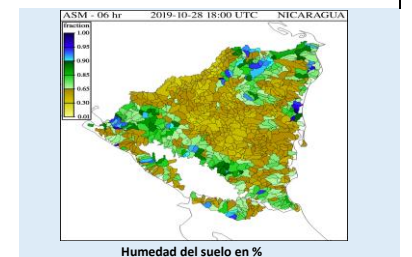 ASM - 06 hr 2019-10-28 18:00 UTC NICARAGUA
fraction
1.00
0.95
0.90
0.85
0.65
0.30
0.01
Humedad del suelo en %